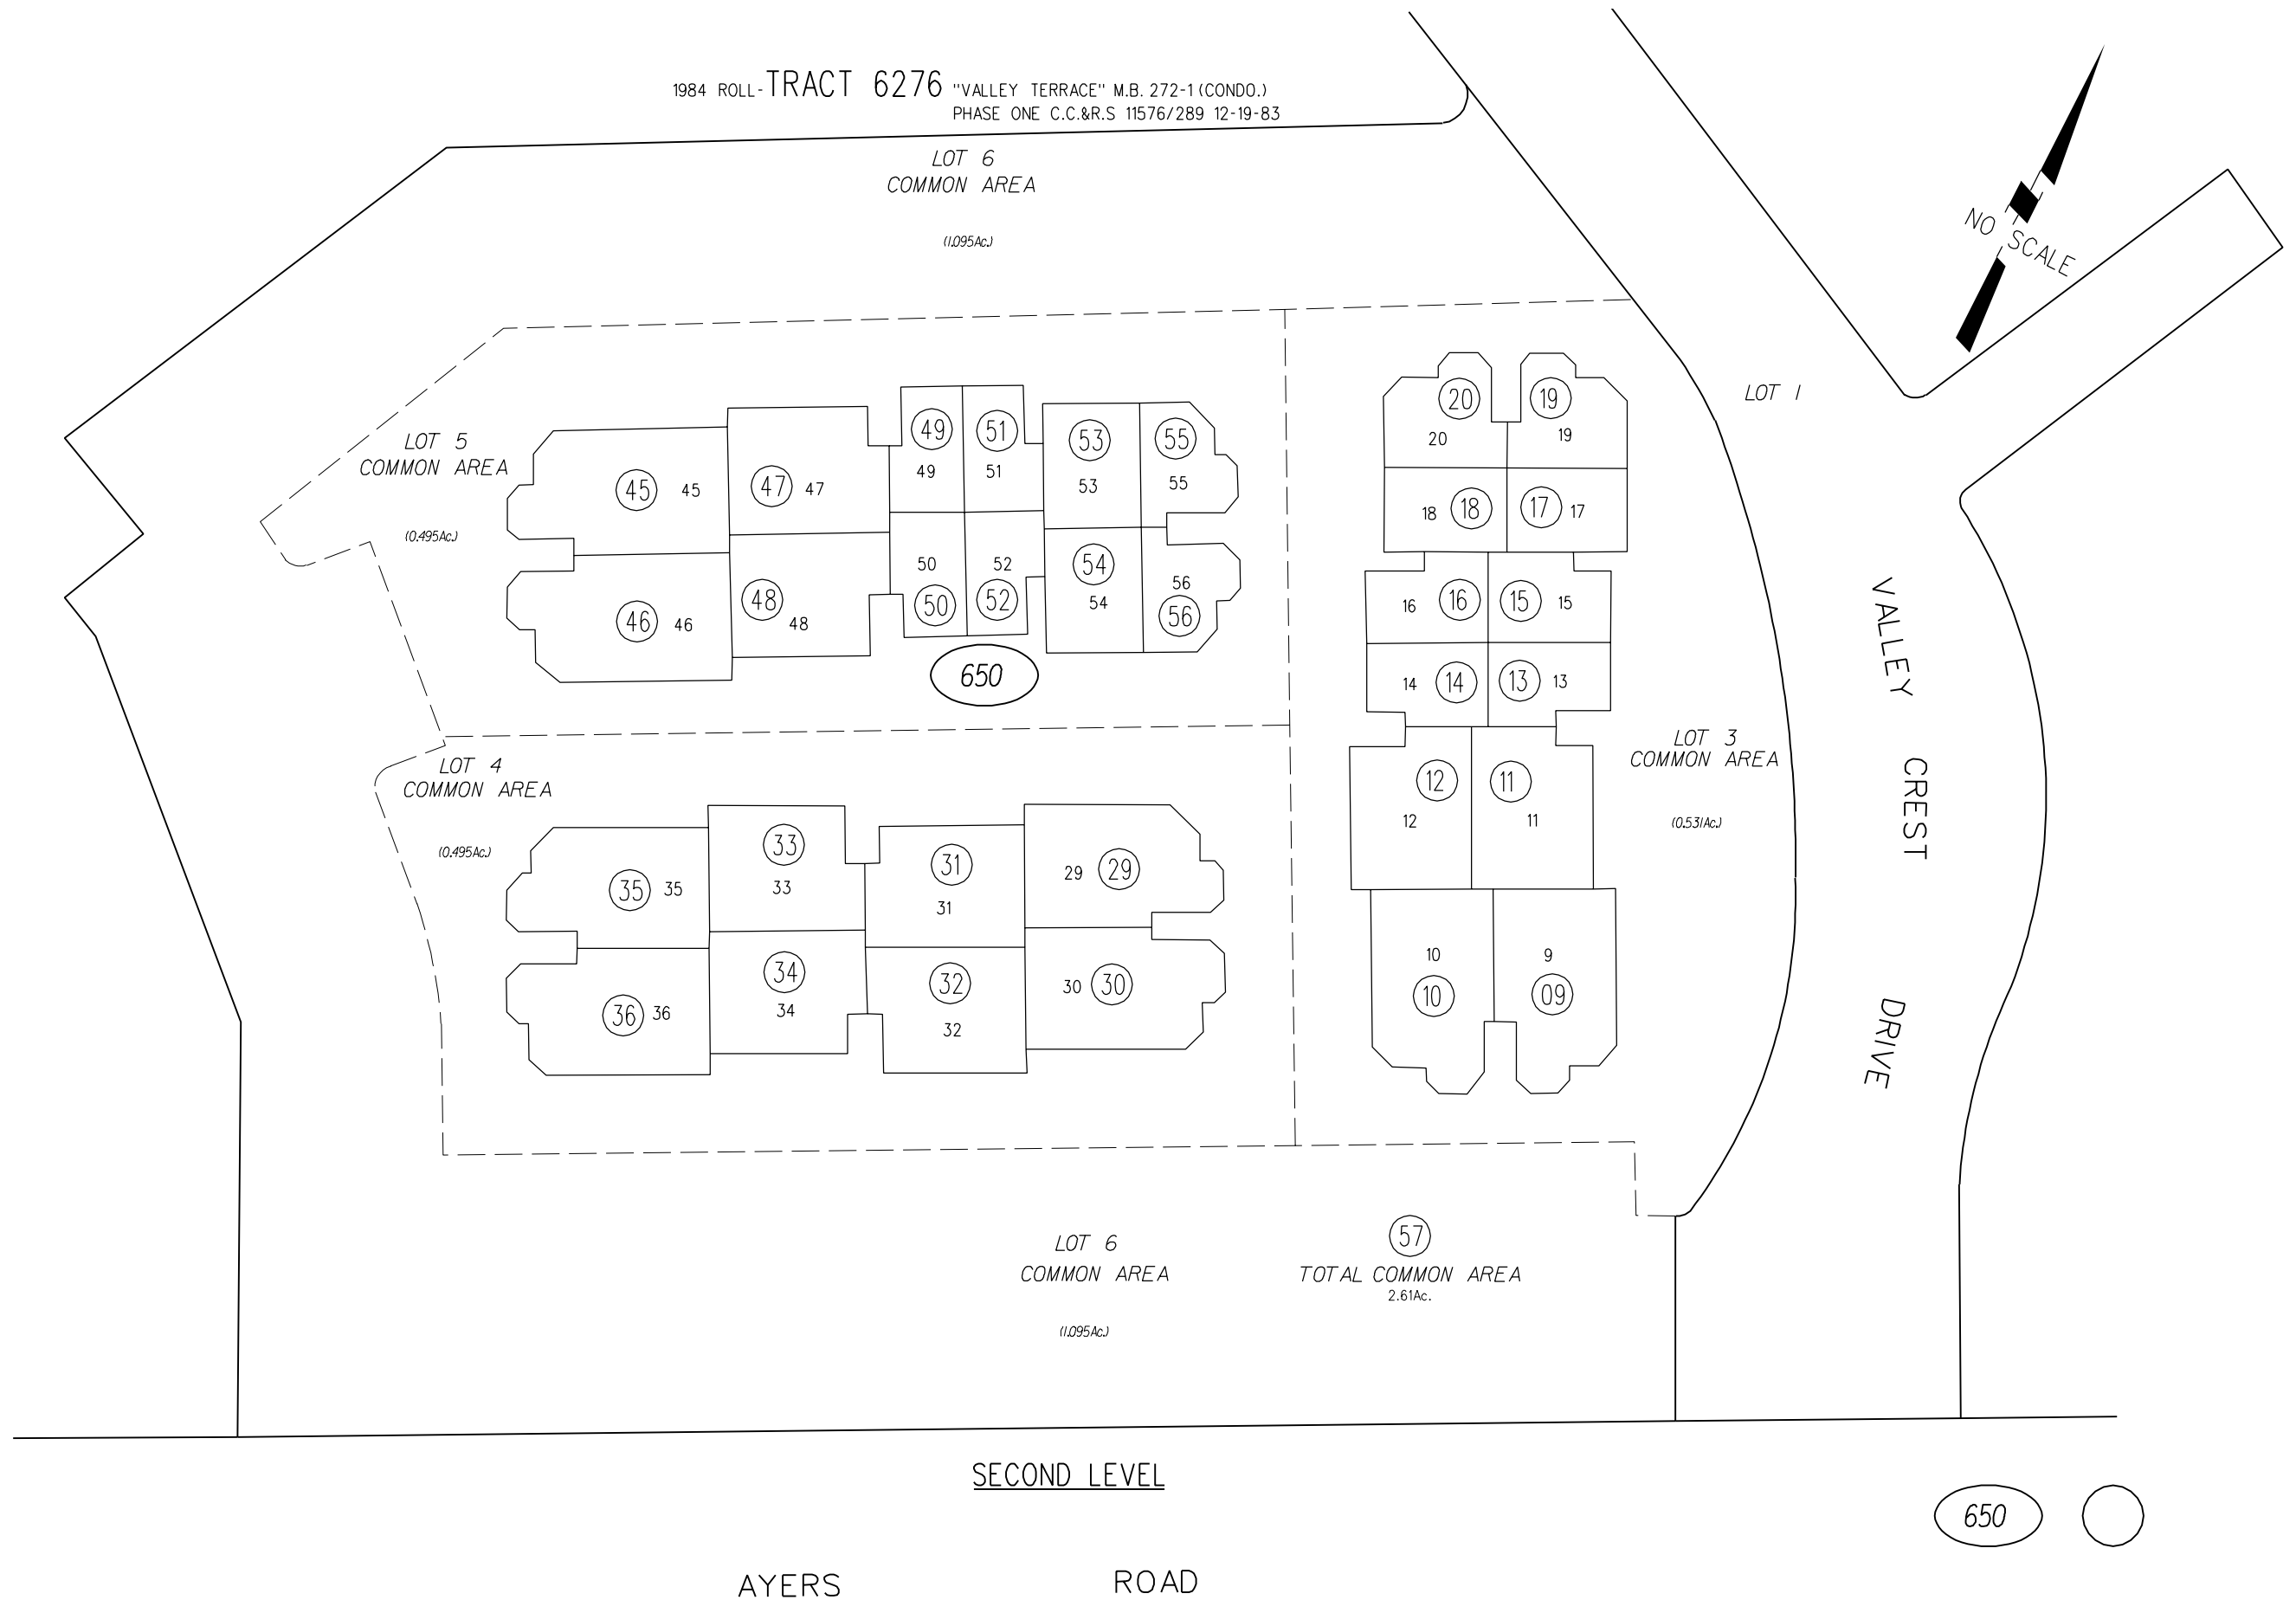 1984 ROLL- TRACT 6276 "VALLEY TERRACE" M.B. 272-1 (CONDO.)
PHASE ONE C.C.&R.S 11576/289 12-19-83
LOT 6
COMMON AREA
(1.095Ac.)
NO SCALE
LOT 1
LOT 5
COMMON AREA
(0.495Ac.)
45 45
47 47
49
49
51
51
53
53
55
55
46 46
48
48
50
50
52
52
54
54
56
56
650
20
20
19
19
18 18
17 17
16 16
15 15
14 14
13 13
12
12
11
11
10
10
9
09
LOT 3
COMMON AREA
(0.531Ac.)
VALLEY CREST DRIVE
LOT 4
COMMON AREA
(0.495Ac.)
35 35
33
33
31
31
29 29
36 36
34
34
32
32
30 30
LOT 6
COMMON AREA
(1.095Ac.)
57
TOTAL COMMON AREA
2.61Ac.
SECOND LEVEL
650
AYERS ROAD